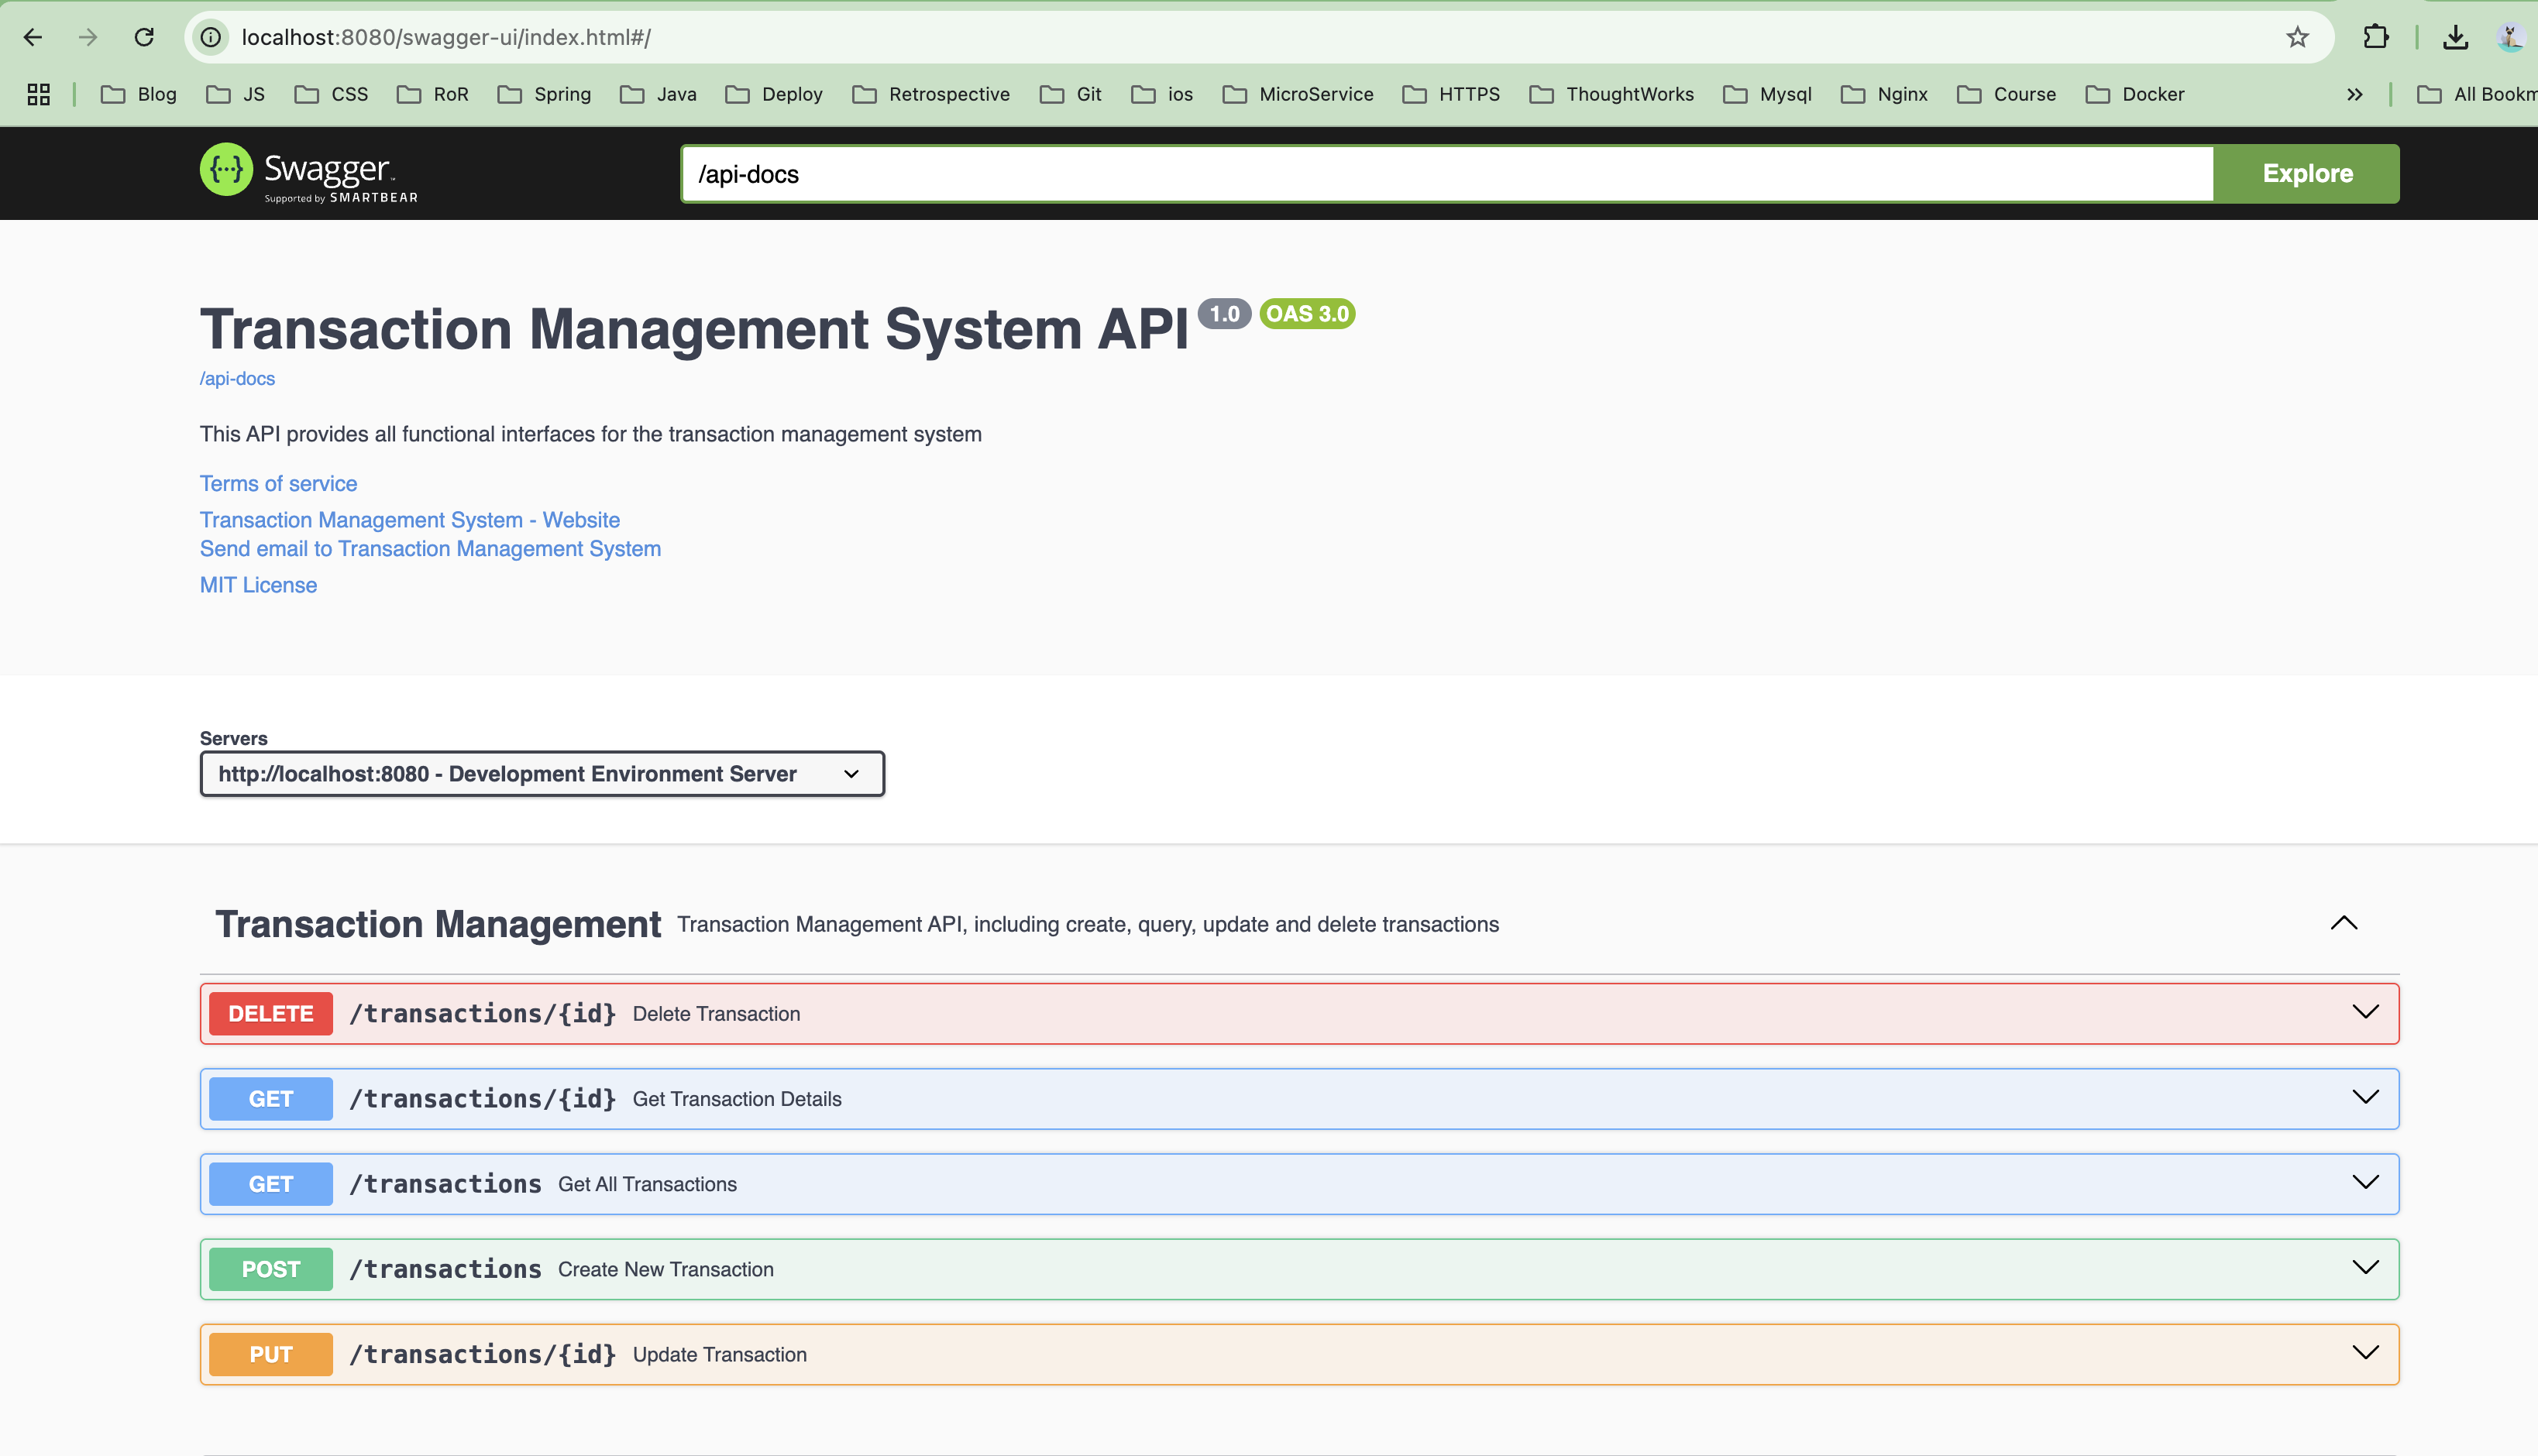 localhost:8080/swagger-ui/index.html#/
Blog JS CSS RoR Spring Java Deploy Retrospective Git ios MicroService HTTPS ThoughtWorks Mysql Nginx Course Docker All Bookm
Swagger
Supported by SMARTBEAR
/api-docs
Explore
Transaction Management System API 1.0 OAS 3.0
/api-docs
This API provides all functional interfaces for the transaction management system
Terms of service
Transaction Management System - Website
Send email to Transaction Management System
MIT License
Servers
http://localhost:8080 - Development Environment Server
Transaction Management Transaction Management API, including create, query, update and delete transactions
DELETE /transactions/{id} Delete Transaction
GET /transactions/{id} Get Transaction Details
GET /transactions Get All Transactions
POST /transactions Create New Transaction
PUT /transactions/{id} Update Transaction